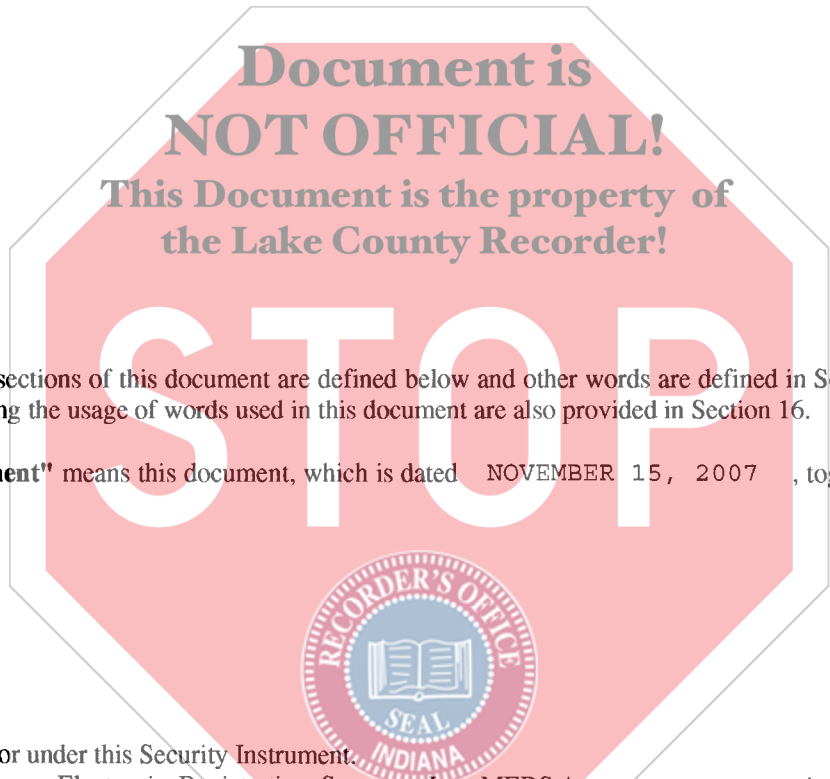 Document is
NOT OFFICIAL!
This Document is the property of
the Lake County Recorder!
STOP
sections of this document are defined below and other words are defined in
the usage of words used in this document are also provided in Section 16.
means this document, which is dated NOVEMBER 15, 2007 ,
RECORDER'S OFFICE
SEAL
INDIANA
or under this Security Instrument.